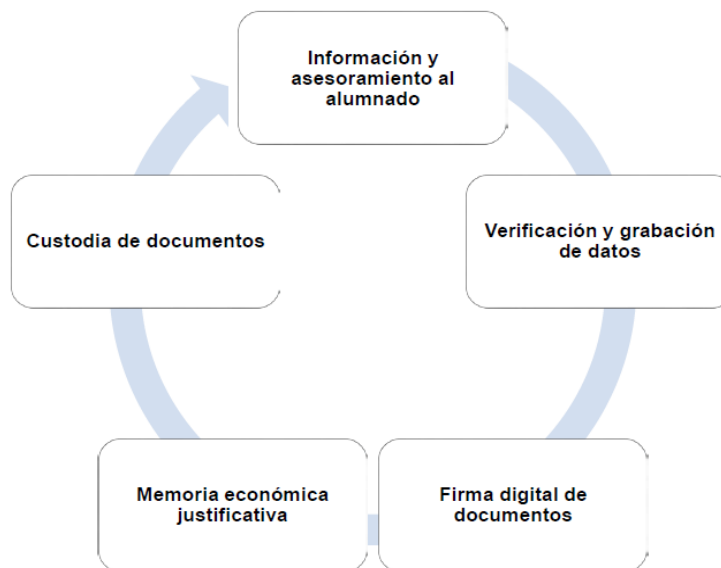 Información y
asesoramiento al
alumnado
Verificación y grabación
de datos
Firma digital de
documentos
Memoria económica
justificativa
Custodia de documentos